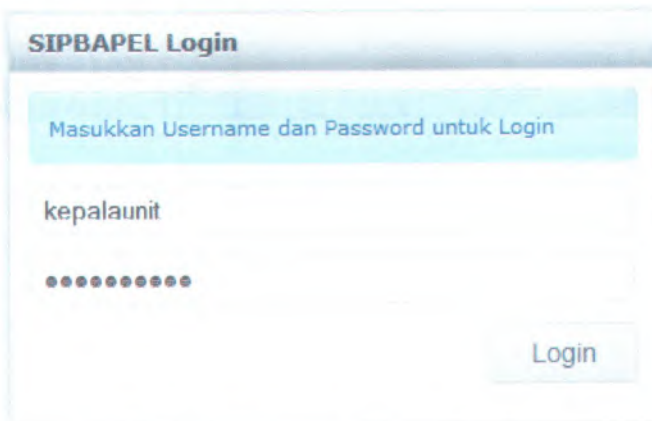 SIPBAPEL Login
Masukkan Username dan Password untuk Login
kepalaunit
●●●●●●●●●●
Login